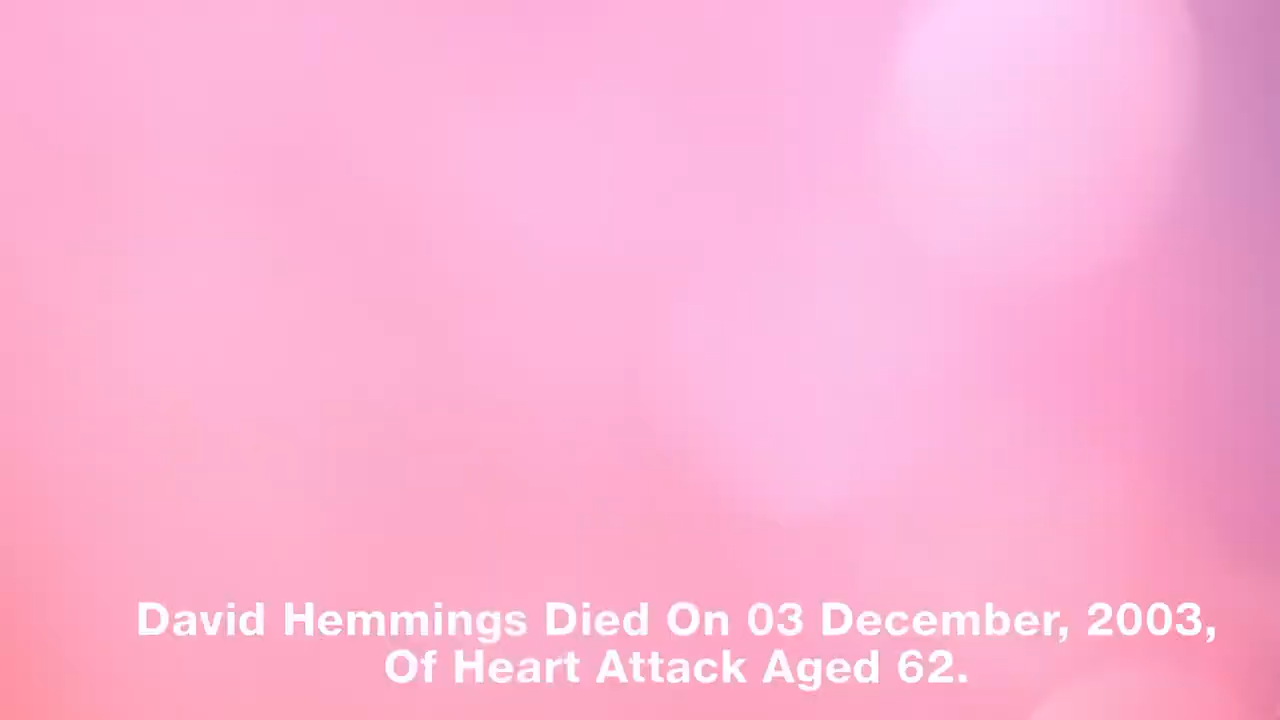 David Hemmings Died On 03 December, 2003,
Of Heart Attack Aged 62.